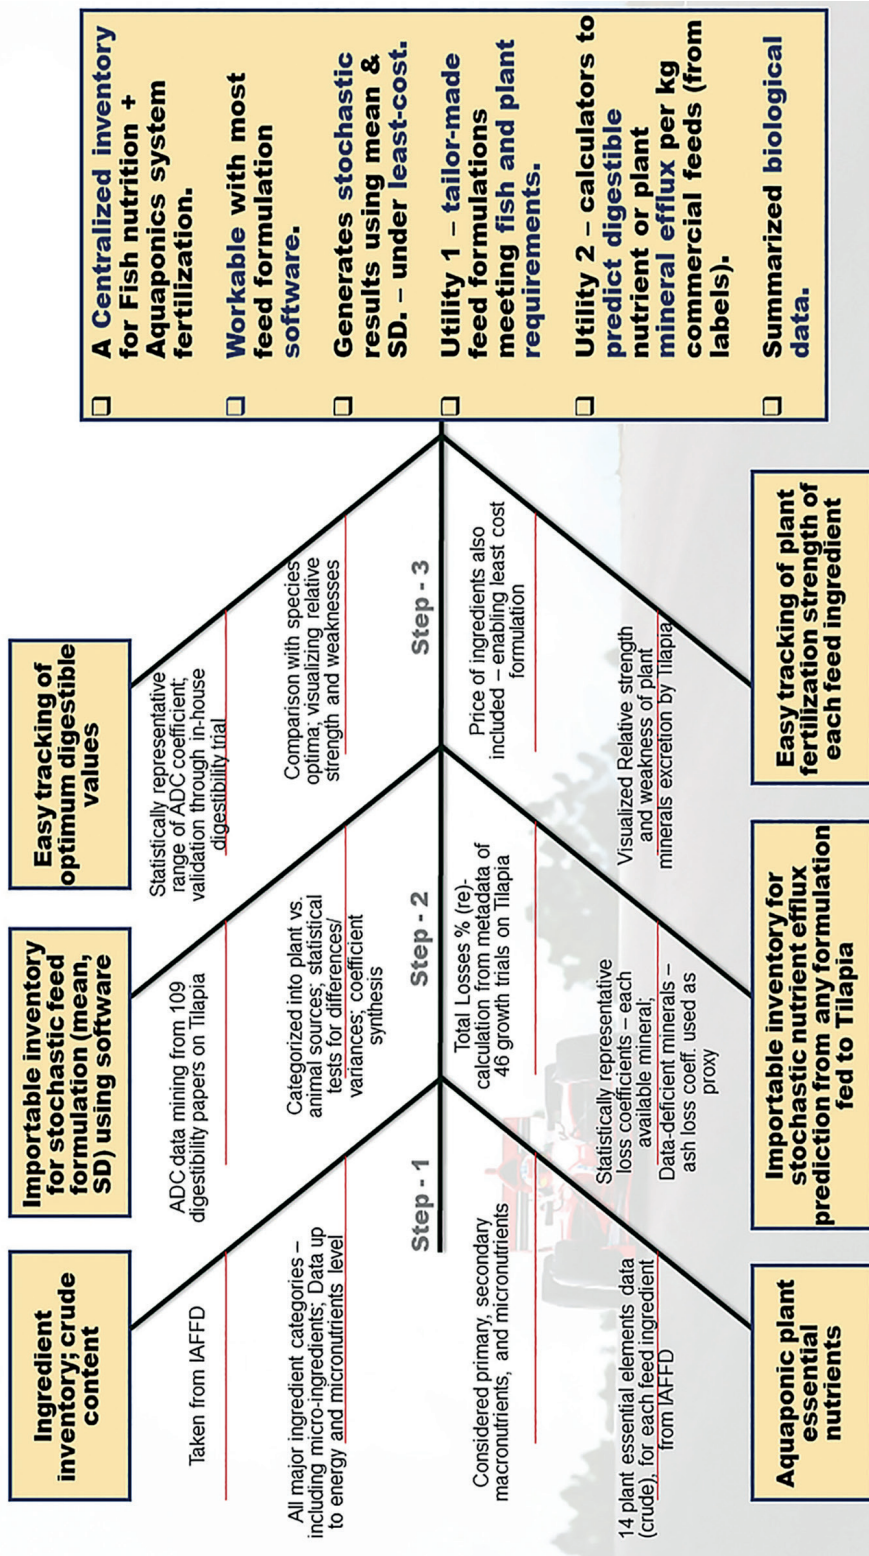 Ingredient
inventory; crude
content
Importable inventory
for stochastic feed
formulation (mean,
SD) using software
Easy tracking of
optimum digestible
values
Taken from IAFFD
All major ingredient categories –
including micro-ingredients; Data up
to energy and micronutrients level
ADC data mining from 109
digestibility papers on Tilapia
Categorized into plant vs.
animal sources; statistical
tests for differences/
variances; coefficient
synthesis
Statistically representative
range of ADC coefficient;
validation through in-house
digestibility trial
Comparison with species
optima; visualizing relative
strength and weaknesses
Step - 1
Step - 2
Step - 3
Considered primary, secondary
macronutrients, and micronutrients
14 plant essential elements data
(crude), for each feed ingredient
from IAFFD
Total Losses % (re)-
calculation from metadata of
46 growth trials on Tilapia
Statistically representative
loss coefficients – each
available mineral;
Data-deficient minerals –
ash loss coeff. used as
proxy
Price of ingredients also
included – enabling least cost
formulation
Visualized Relative strength
and weakness of plant
minerals excretion by Tilapia
Aquaponic plant
essential
nutrients
Importable inventory for
stochastic nutrient efflux
prediction from any formulation
fed to Tilapia
Easy tracking of plant
fertilization strength of
each feed ingredient
❑ A Centralized inventory
for Fish nutrition +
Aquaponics system
fertilization.
❑ Workable with most
feed formulation
software.
❑ Generates stochastic
results using mean &
SD. – under least-cost.
❑ Utility 1 – tailor-made
feed formulations
meeting fish and plant
requirements.
❑ Utility 2 – calculators to
predict digestible
nutrient or plant
mineral efflux per kg
commercial feeds (from
labels).
❑ Summarized biological
data.